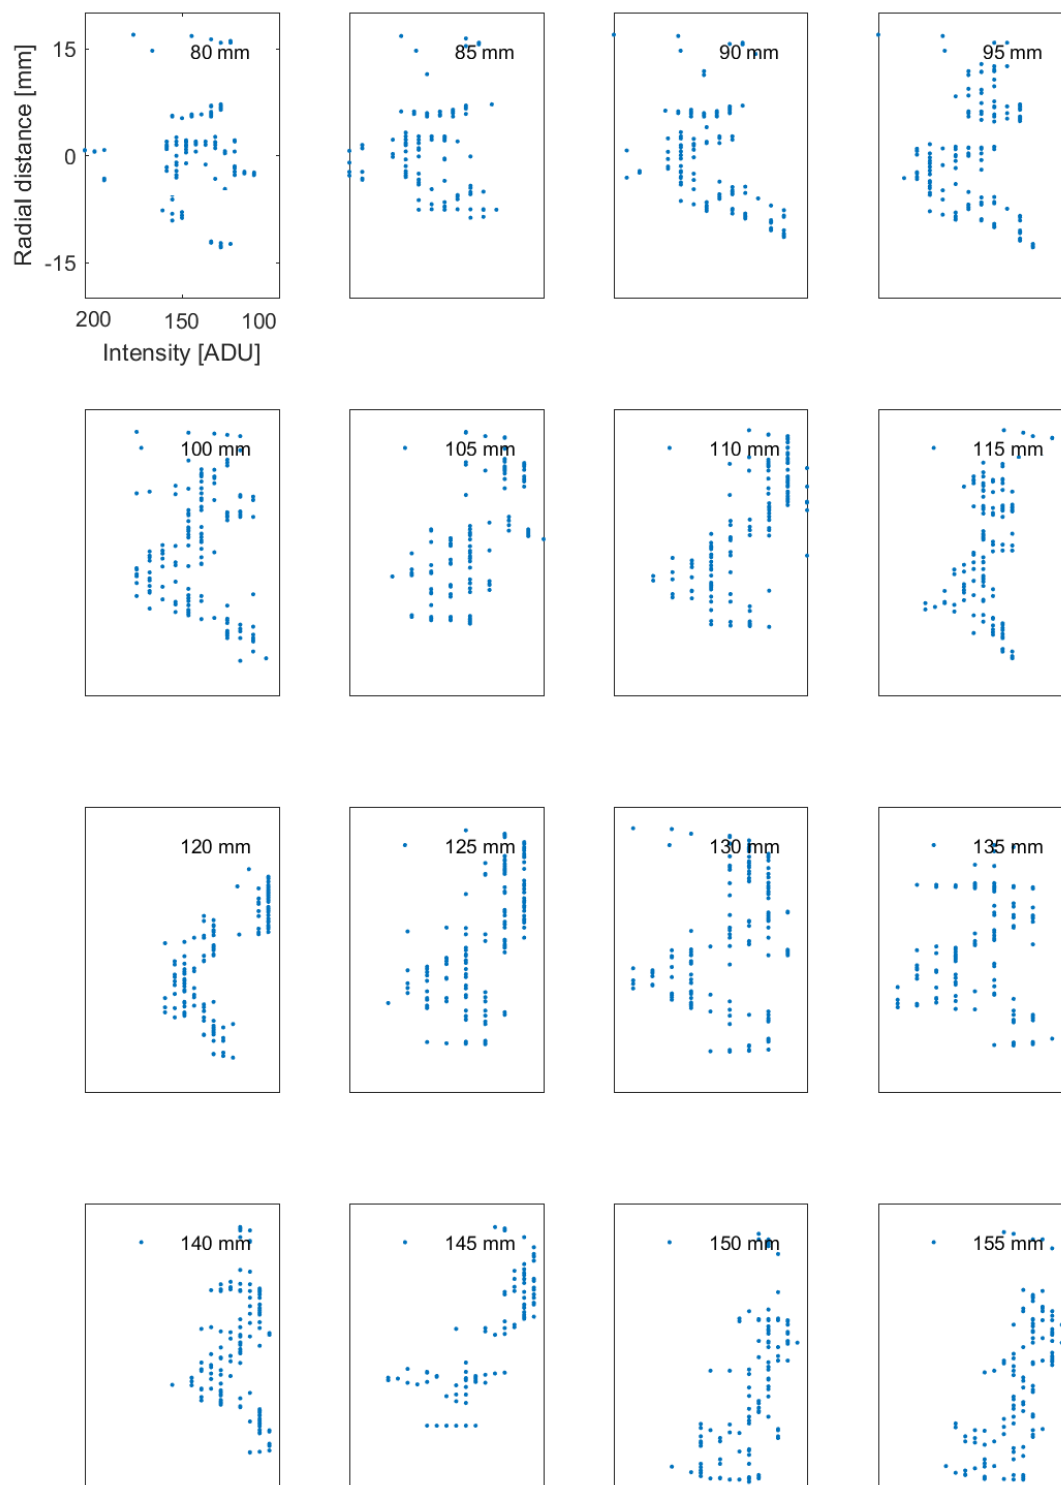 80 mm
85 mm
90 mm
95 mm
15
0
-15
Radial distance [mm]
200
150
100
Intensity [ADU]
100 mm
105 mm
110 mm
115 mm
120 mm
125 mm
130 mm
135 mm
140 mm
145 mm
150 mm
155 mm